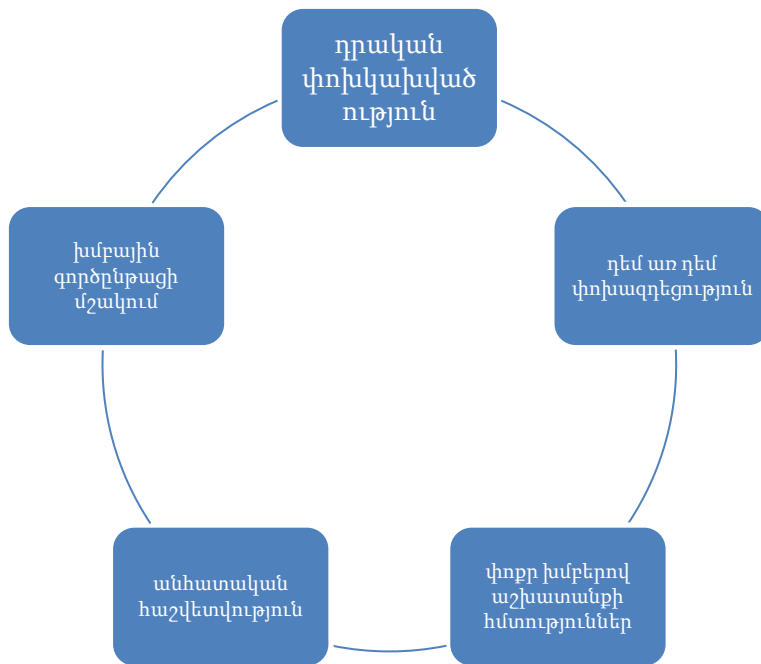 դրական
փոխկախված
ություն
դեմ առ դեմ
փոխազդեցություն
փոքր խմբերով
աշխատանքի
հմտություններ
անհատական
հաշվետվություն
խմբային
գործընթացի
մշակում